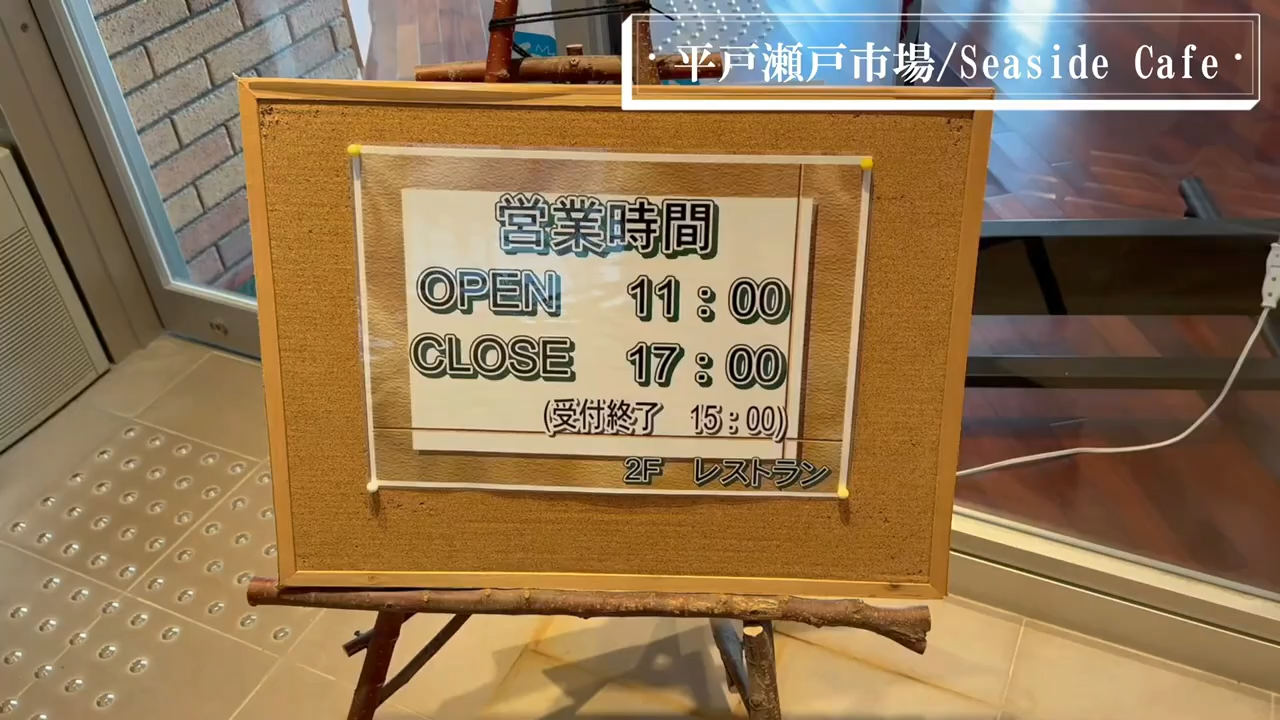 ・平戸瀬戸市場/Seaside Cafe・
営業時間
OPEN 11：00
CLOSE 17：00
(受付終了 15：00)
2F レストラン